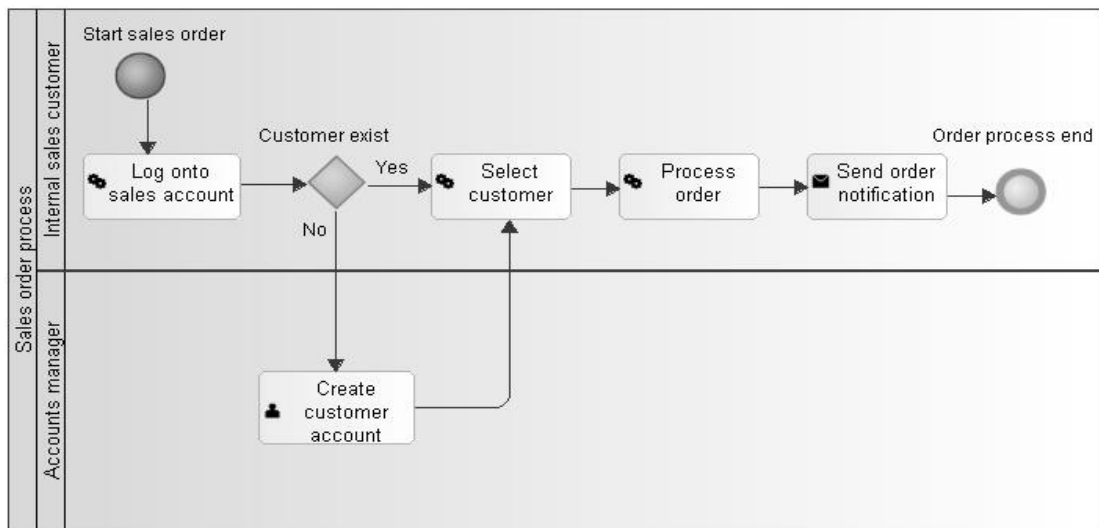 Sales order process
Internal sales customer
Start sales order
Log onto
sales account
Customer exist
Yes
No
Select
customer
Process
order
Send order
notification
Order process end
Accounts manager
Create
customer
account